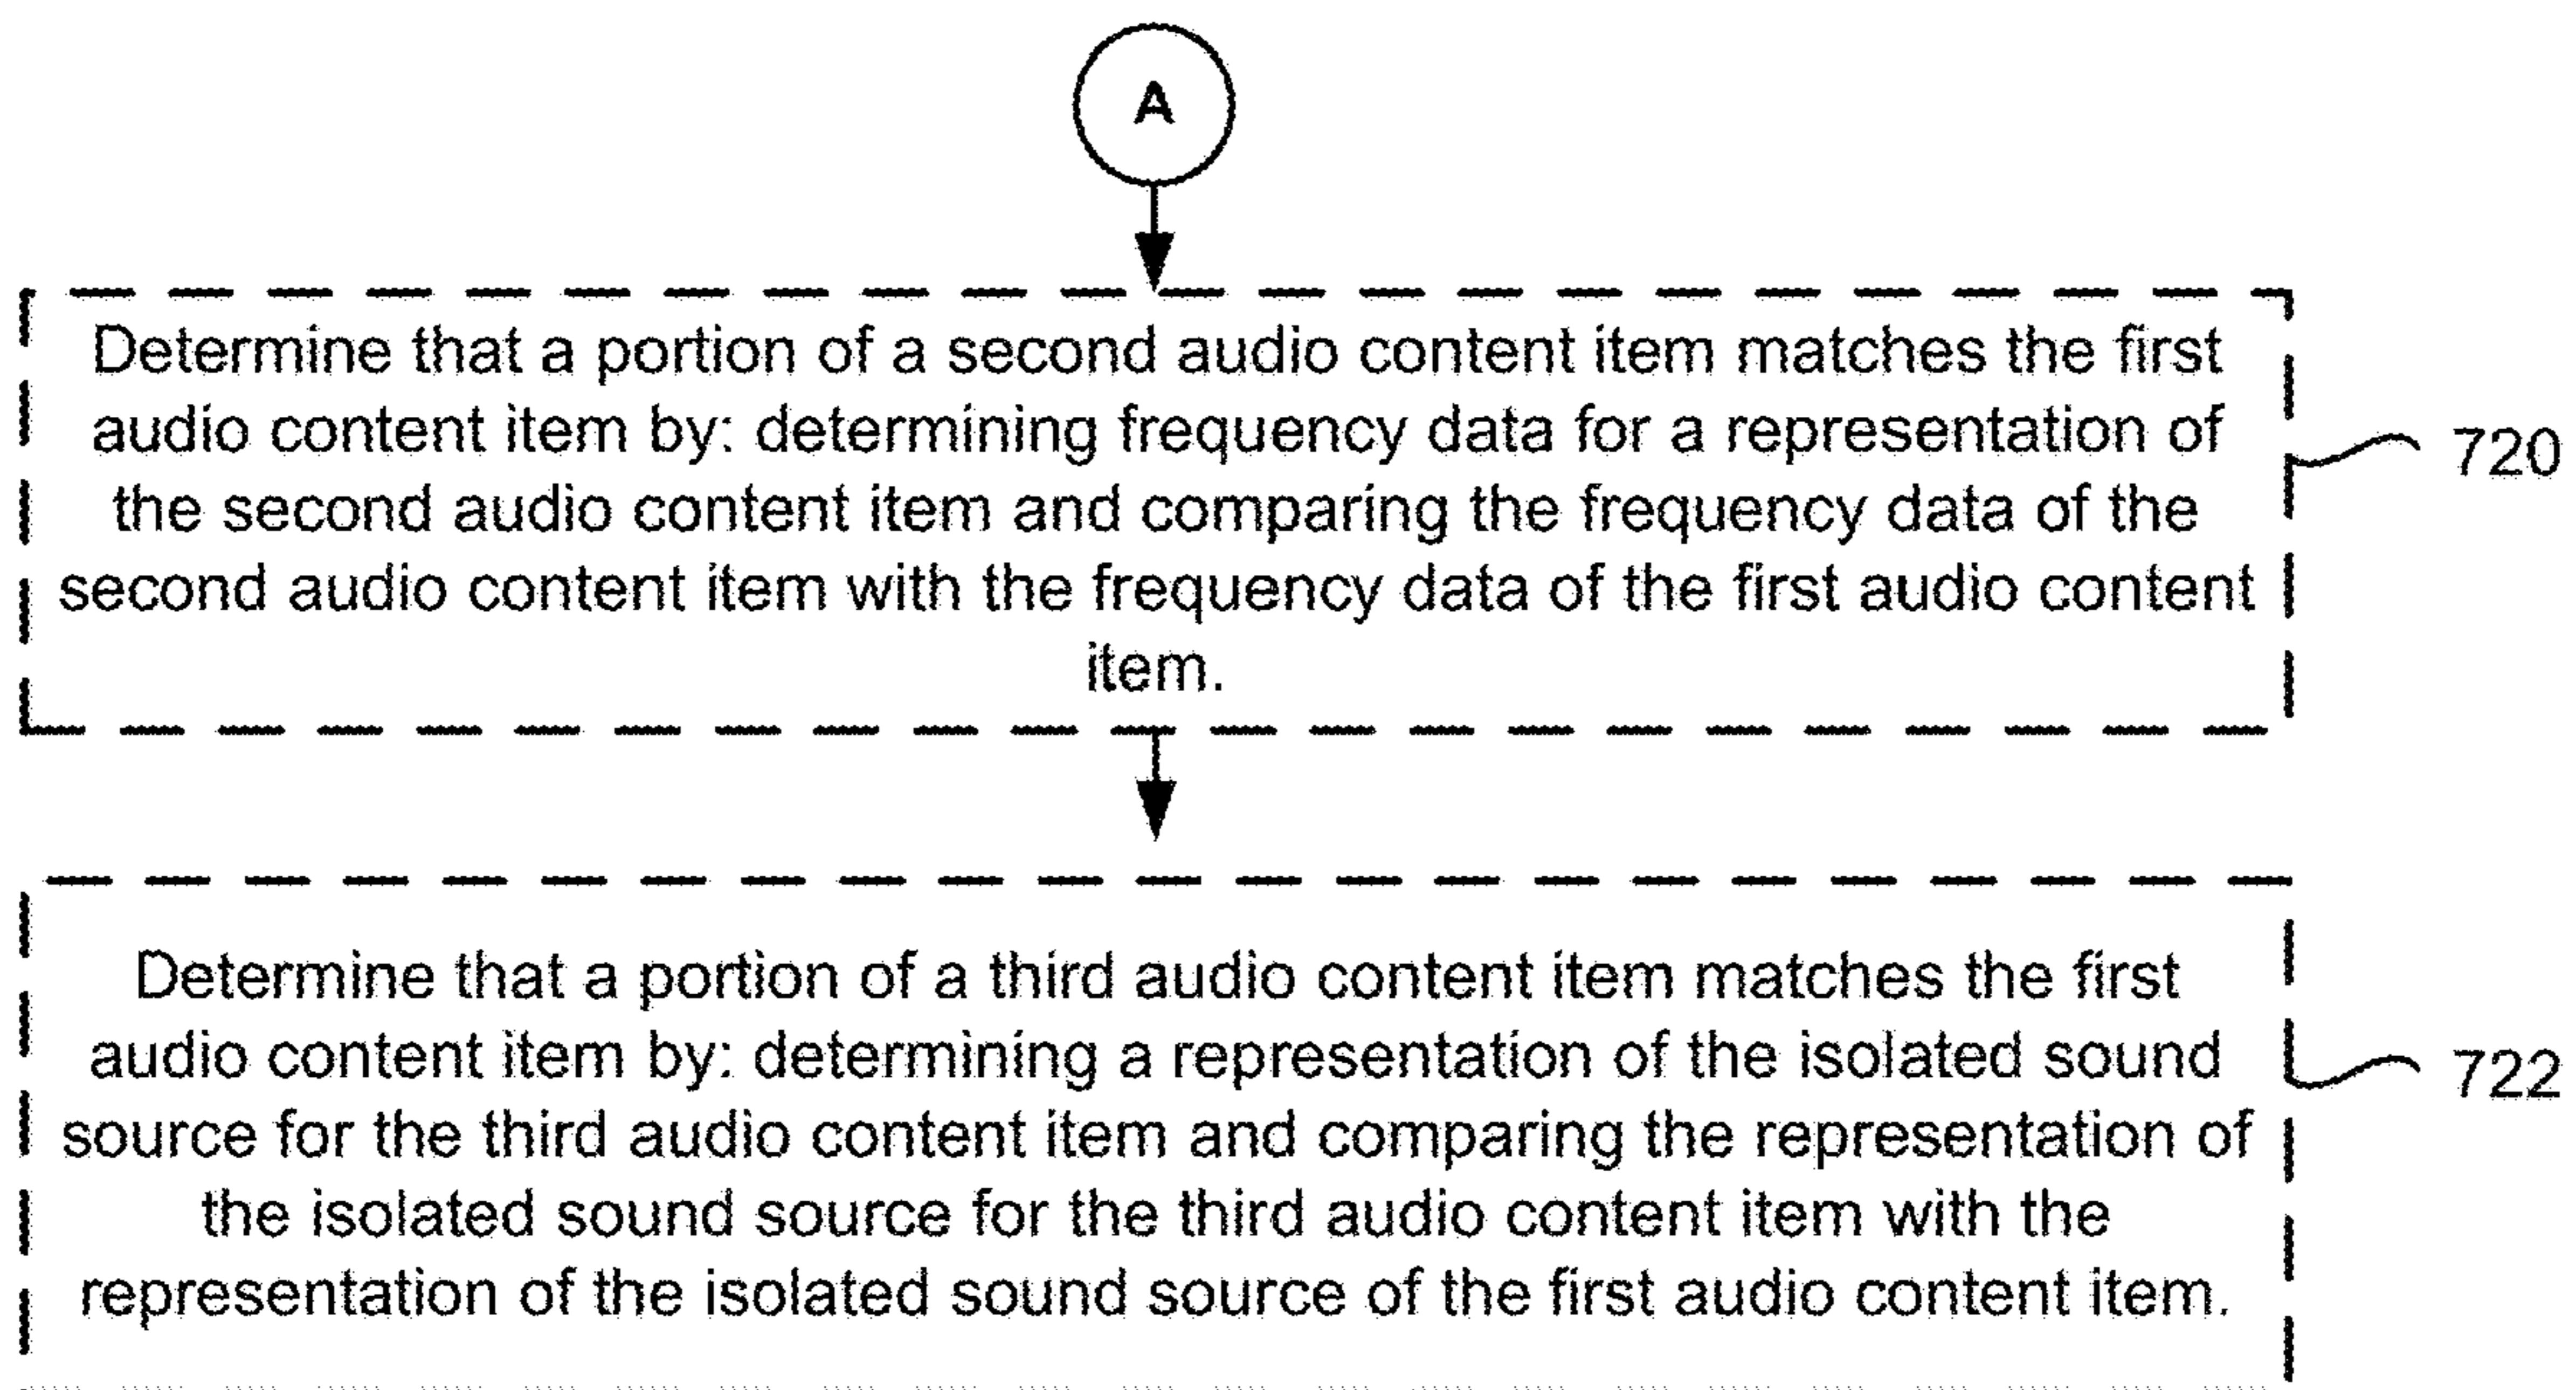 A
Determine that a portion of a second audio content item matches the first
audio content item by: determining frequency data for a representation of
the second audio content item and comparing the frequency data of the
second audio content item with the frequency data of the first audio content
item.
720
Determine that a portion of a third audio content item matches the first
audio content item by: determining a representation of the isolated sound
source for the third audio content item and comparing the representation of
the isolated sound source for the third audio content item with the
representation of the isolated sound source of the first audio content item.
722